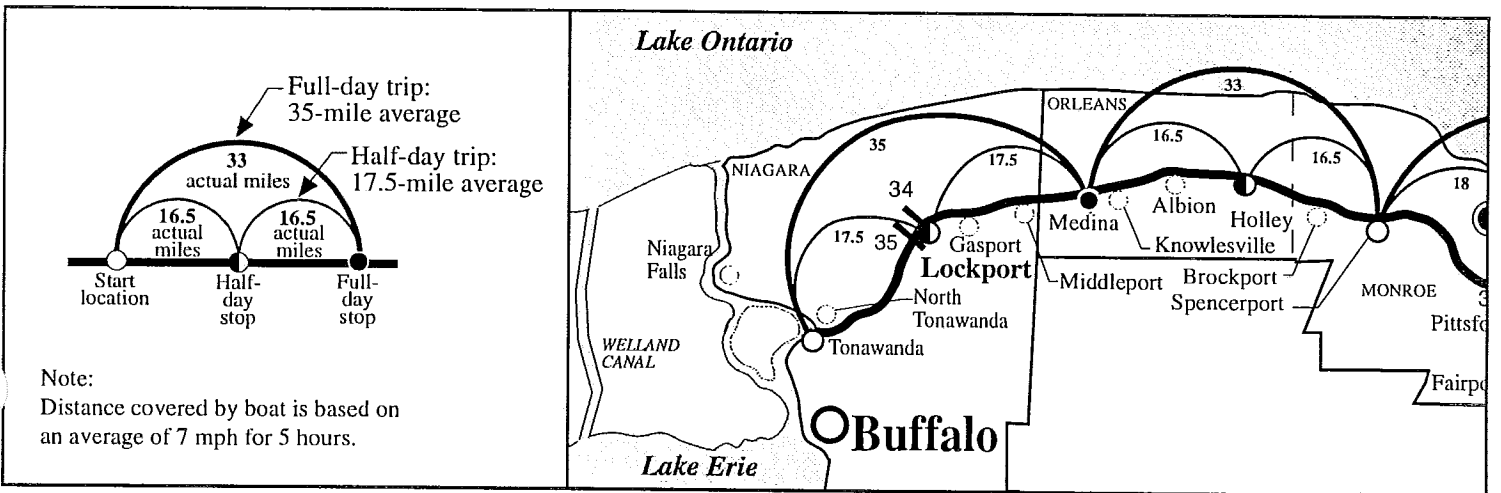 Full-day trip:
35-mile average
Half-day trip:
17.5-mile average
33
actual miles
16.5
actual
miles
16.5
actual
miles
Start
location
Half-
day
stop
Full-
day
stop
Note:
Distance covered by boat is based on
an average of 7 mph for 5 hours.
Lake Ontario
ORLEANS
33
16.5
16.5
35
17.5
NIAGARA
34
18
17.5
35
Medina
Albion
Holley
Gasport
Knowlesville
Niagara
Falls
Lockport
Middleport
Brockport
Spencerport
MONROE
North
Tonawanda
Tonawanda
WELLAND
CANAL
Buffalo
Lake Erie